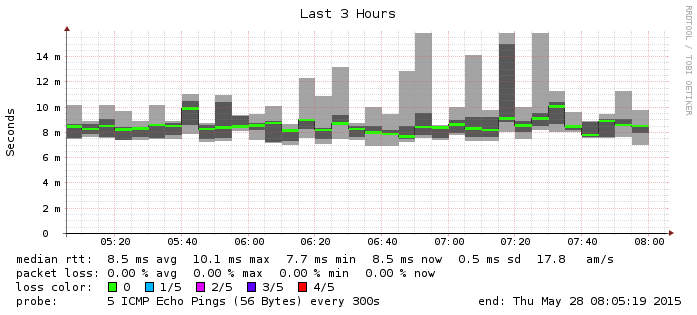 Last 3 Hours
RRDTOOL / TOBI OETIKER
Seconds
14 m
12 m
10 m
8 m
6 m
4 m
2 m
0
05:20 05:40 06:00 06:20 06:40 07:00 07:20 07:40 08:00
median rtt: 8.5 ms avg 10.1 ms max 7.7 ms min 8.5 ms now 0.5 ms sd 17.8 am/s
packet loss: 0.00 % avg 0.00 % max 0.00 % min 0.00 % now
loss color: 0 1/5 2/5 3/5 4/5
probe: 5 ICMP Echo Pings (56 Bytes) every 300s end: Thu May 28 08:05:19 2015